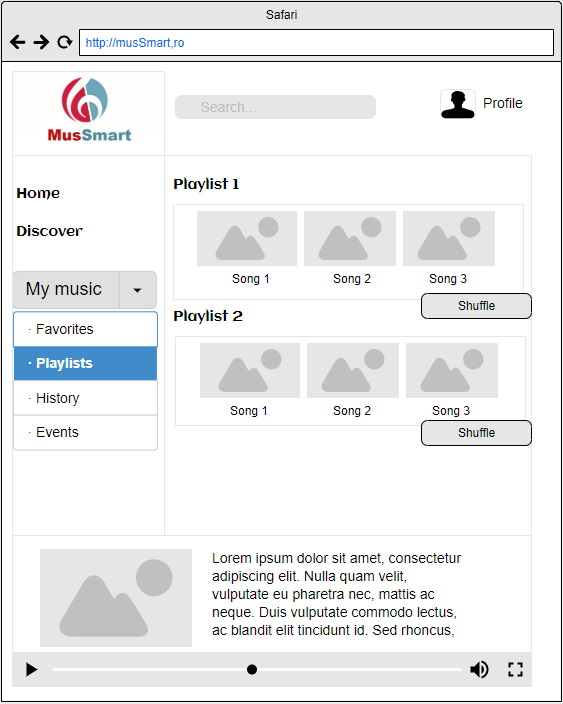 Safari
http://musSmart,ro
MusSmart
Search...
Profile
Home
Discover
My music
· Favorites
· Playlists
· History
· Events
Playlist 1
Song 1 Song 2 Song 3
Shuffle
Playlist 2
Song 1 Song 2 Song 3
Shuffle
Lorem ipsum dolor sit amet, consectetur
adipiscing elit. Nulla quam velit,
vulputate eu pharetra nec, mattis ac
neque. Duis vulputate commodo lectus,
ac blandit elit tincidunt id. Sed rhoncus,